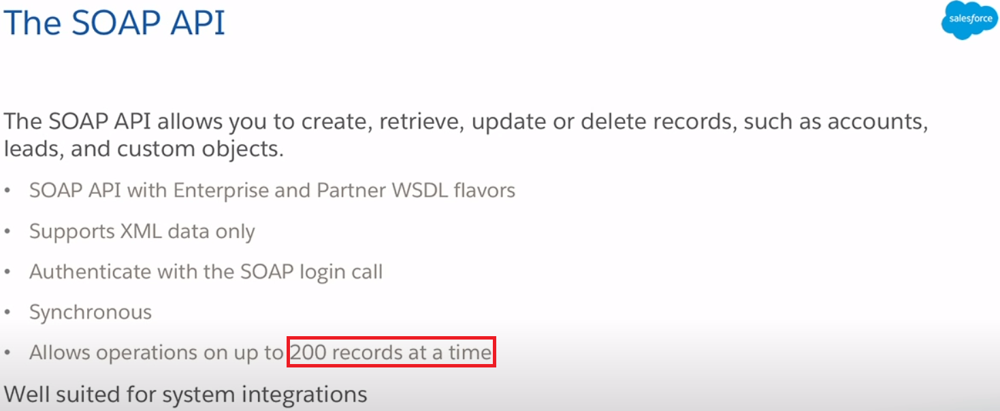 The SOAP API
salesforce
The SOAP API allows you to create, retrieve, update or delete records, such as accounts,
leads, and custom objects.
• SOAP API with Enterprise and Partner WSDL flavors
• Supports XML data only
• Authenticate with the SOAP login call
• Synchronous
• Allows operations on up to 200 records at a time
Well suited for system integrations